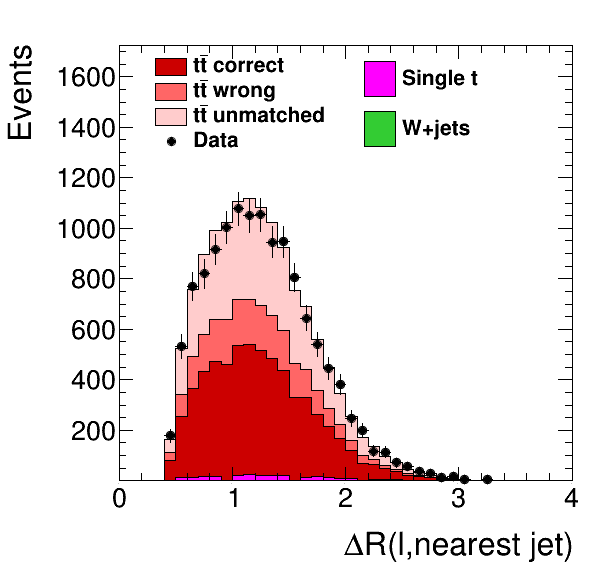 Events
1600
1400
1200
1000
800
600
400
200
tt̄ correct
tt̄ wrong
tt̄ unmatched
Data
Single t
W+jets
0 1 2 3 4
ΔR(l,nearest jet)